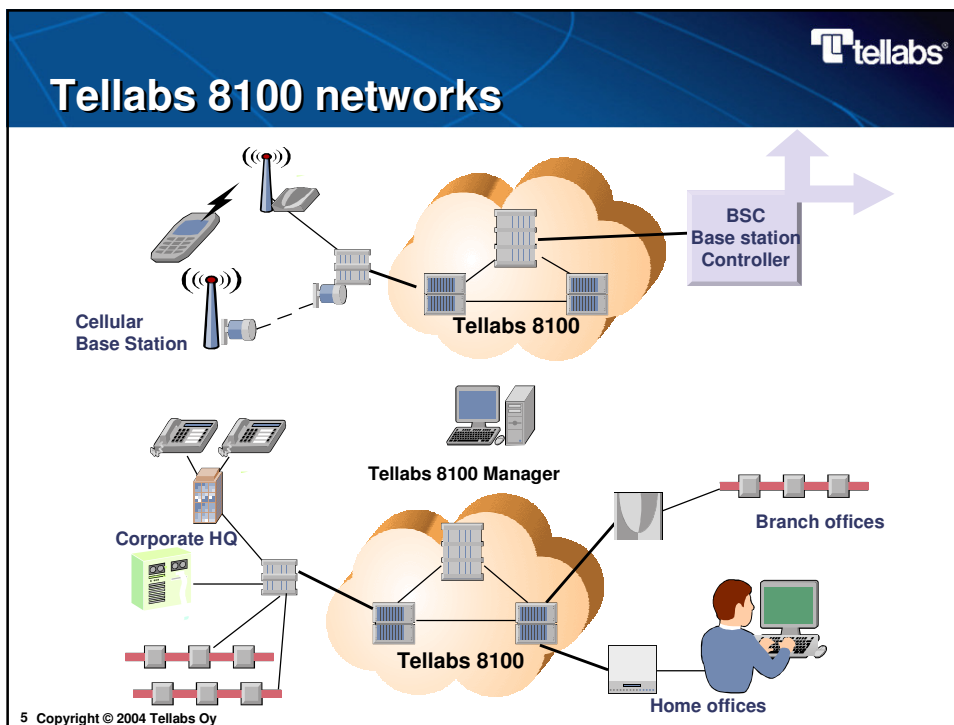 tellabs®
Tellabs 8100 networks
BSC
Base station
Controller
Tellabs 8100
Cellular
Base Station
Tellabs 8100 Manager
Corporate HQ
Branch offices
Tellabs 8100
Home offices
5 Copyright © 2004 Tellabs Oy